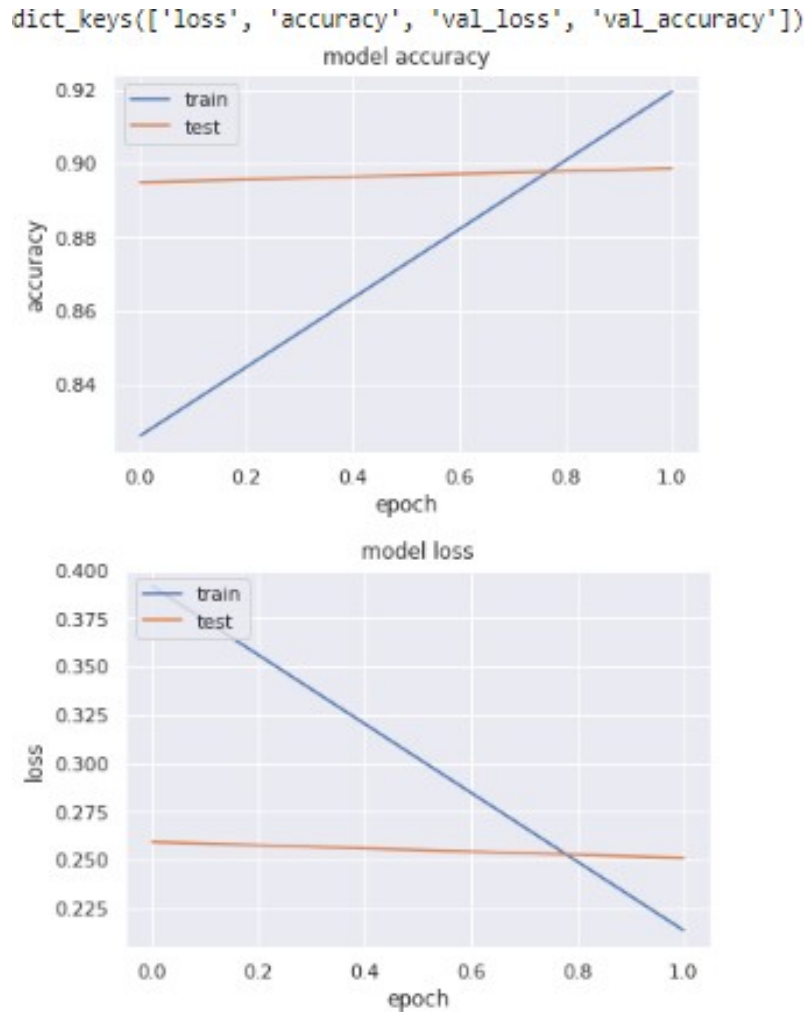 dict_keys(['loss', 'accuracy', 'val_loss', 'val_accuracy'])
model accuracy
train
test
0.92
0.90
0.88
0.86
0.84
accuracy
0.0 0.2 0.4 0.6 0.8 1.0
epoch
model loss
train
test
0.400
0.375
0.350
0.325
0.300
0.275
0.250
0.225
loss
0.0 0.2 0.4 0.6 0.8 1.0
epoch